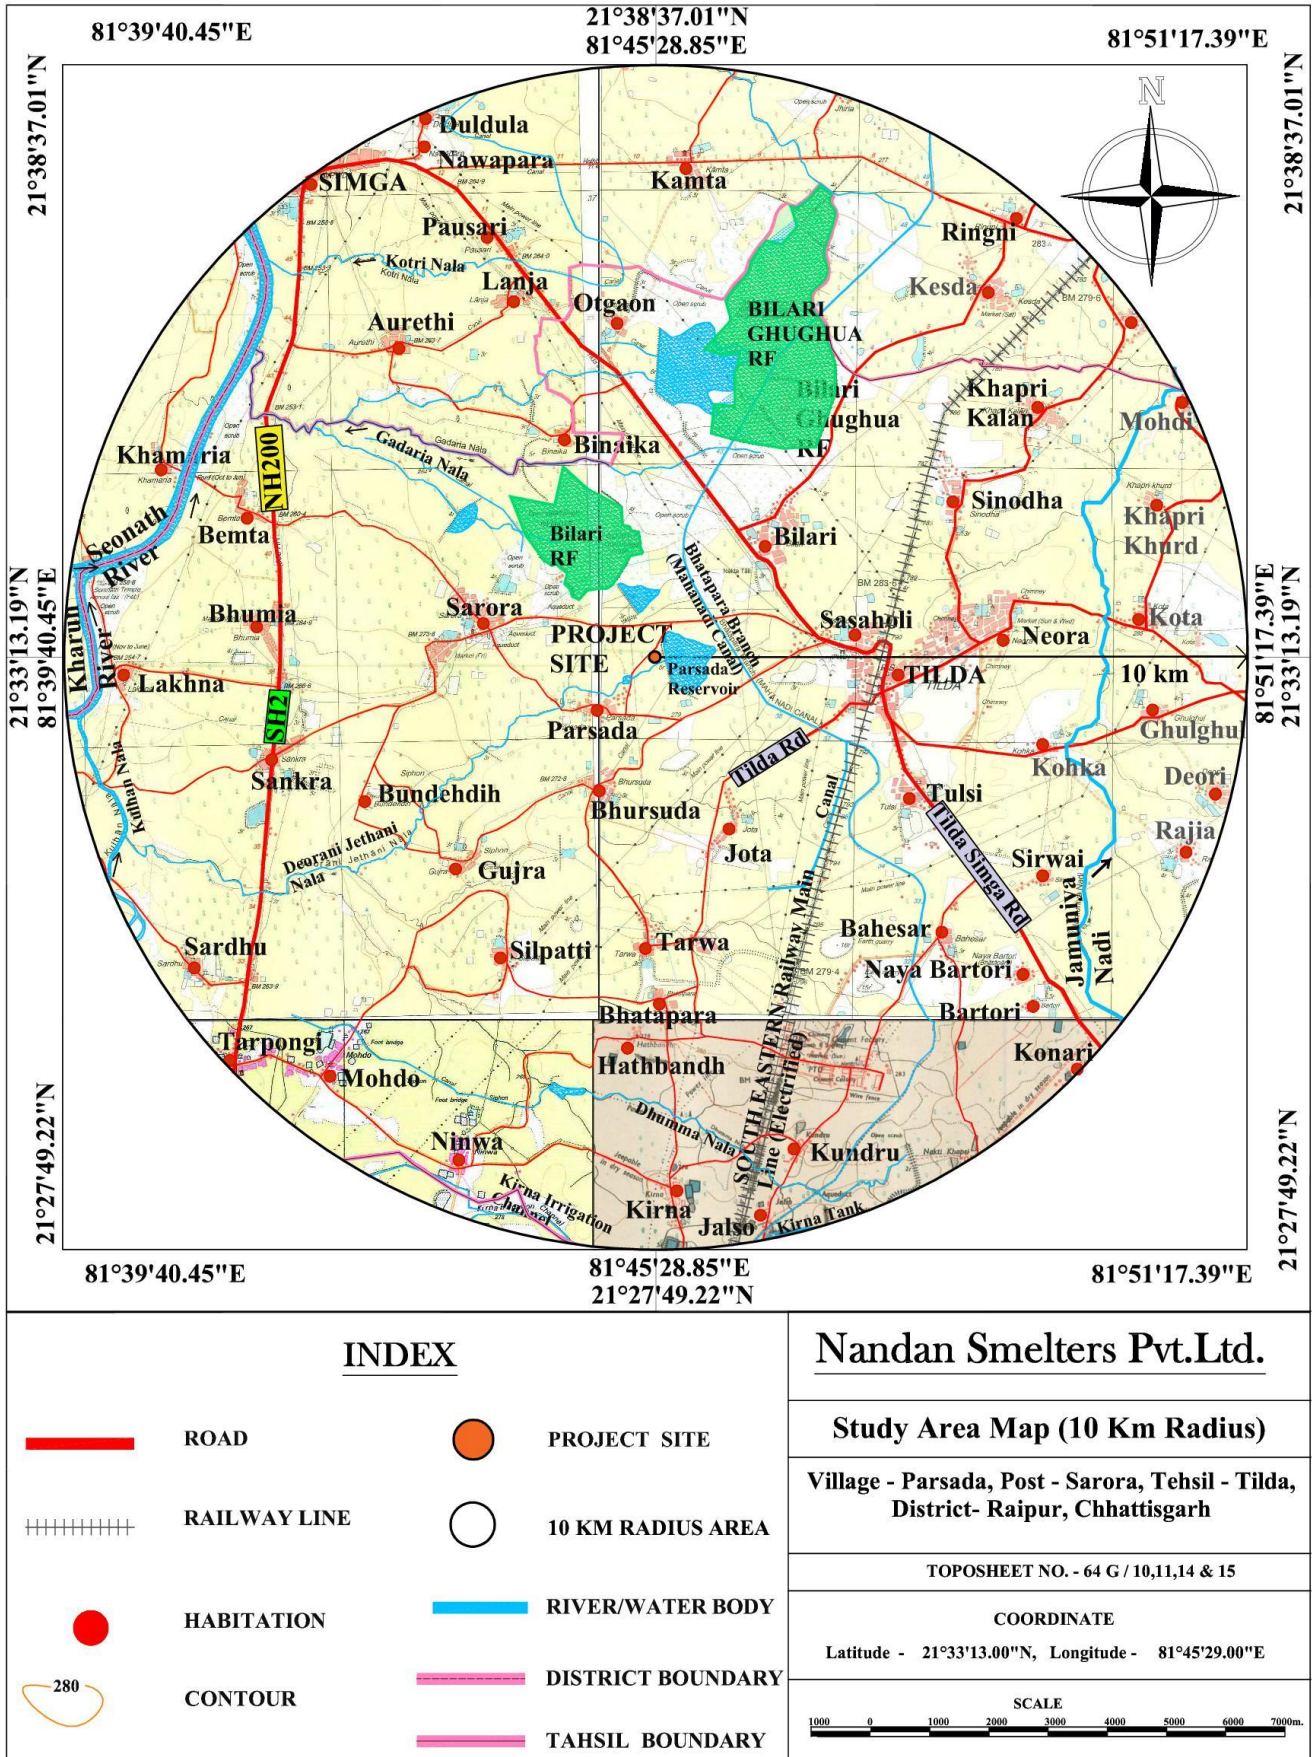 21°38'37.01"N
81°39'40.45"E
81°45'28.85"E
81°51'17.39"E
21°38'37.01"N
21°38'37.01"N
N
Duldula
Nawapara
SIMGA
Kamta
Pausari
Ringni
Kotri Nala
Kotri Nala
Lanja
Kesda
Otgaon
BILARI
GHUGHUA
RF
Aurethi
Bilari
Ghughua
RF
Khapri
Kalan
Mohdi
Binaika
Gadaria Nala
Gadaria Nala
Khamaria
NH200
Sinodha
Khapri
Khurd
Bemta
Bilari
RF
Bilari
Seonath
River
Bhatapara Branch
(Mahanadi Canal)
Bhumia
Sarora
Sasaholi
Neora
Kota
PROJECT
SITE
21°33'13.19"N
81°39'40.45"E
81°51'17.39"E
21°33'13.19"N
Kharun
River
Lakhna
Parsada
Reservoir
TILDA
10 km
SH2
Parsada
Ghulghul
Tilda Rd
Kohka
Sankra
Bundehdih
Bhursuda
Tulsi
Deori
Kulhan Nala
Jota
Canal
Tilda Simga Rd
Rajia
Deorani Jethani
Nala
Gujra
Sirwai
Sardhu
Silpatti
Tarwa
Bahesar
Naya Bartori
Jamuniya
Nadi
Bartori
Bhatapara
Tarpongi
Mohdo
Hathbandh
Konari
SOUTH EASTERN Railway Main
Line (Electrified)
Dhumma Nala
Ninwa
Kundru
Kirna Irrigation
Channel
Kirna
Jalso
Kirna Tank
21°27'49.22"N
21°27'49.22"N
81°39'40.45"E
81°45'28.85"E
81°51'17.39"E
21°27'49.22"N
INDEX
ROAD
RAILWAY LINE
HABITATION
280
CONTOUR
PROJECT SITE
10 KM RADIUS AREA
RIVER/WATER BODY
DISTRICT BOUNDARY
TAHSIL BOUNDARY
Nandan Smelters Pvt.Ltd.
Study Area Map (10 Km Radius)
Village - Parsada, Post - Sarora, Tehsil - Tilda,
District- Raipur, Chhattisgarh
TOPOSHEET NO. - 64 G / 10,11,14 & 15
COORDINATE
Latitude - 21°33'13.00"N, Longitude - 81°45'29.00"E
SCALE
1000 0 1000 2000 3000 4000 5000 6000 7000m.